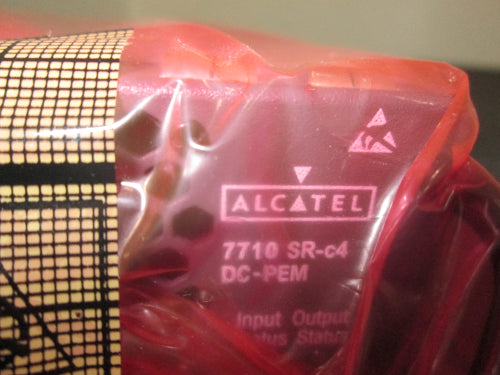 ALCATEL
7710 SR-c4
DC-PEM
Input Output
Status Status